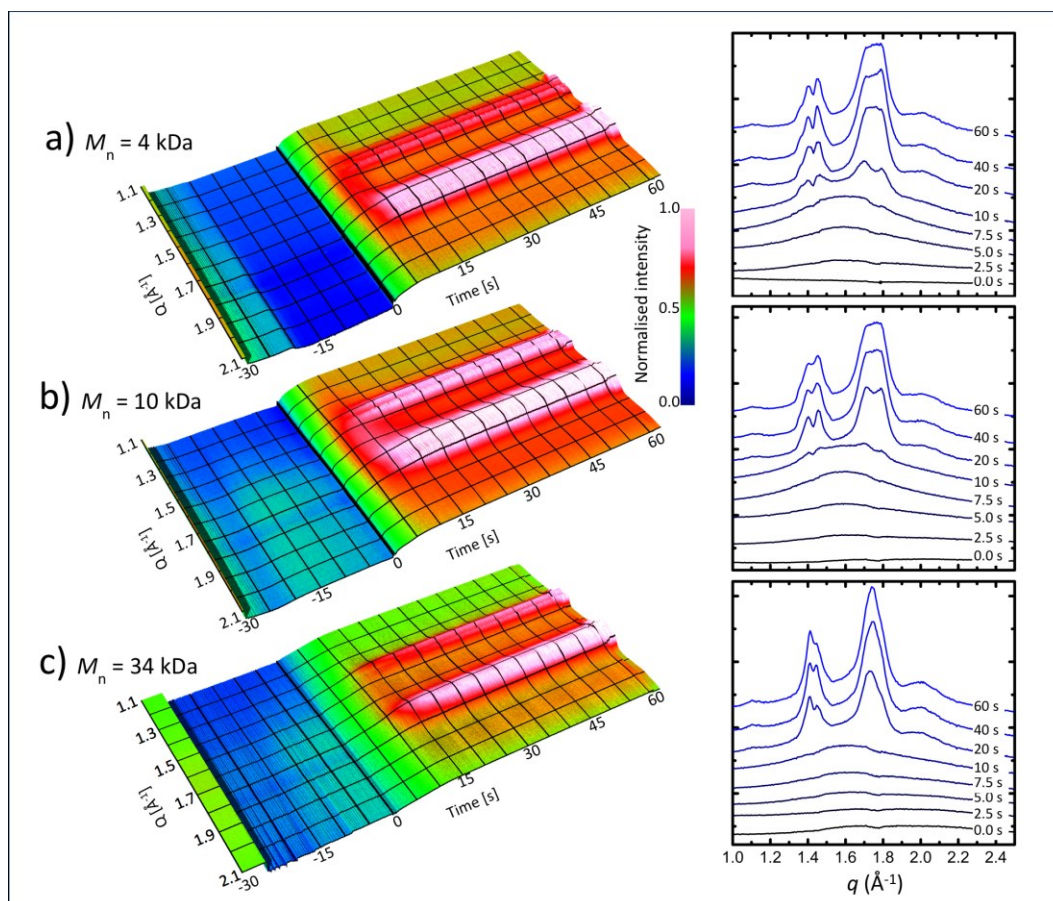 a) Mn = 4 kDa
1.1
1.3
1.5
1.7
1.9
2.1
Q [Å-1]
-30
-15
0
15
30
45
60
Time [s]
1.0
0.5
0.0
Normalised intensity
b) Mn = 10 kDa
1.1
1.3
1.5
1.7
1.9
2.1
Q [Å-1]
-30
-15
0
15
30
45
60
Time [s]
c) Mn = 34 kDa
1.1
1.3
1.5
1.7
1.9
2.1
Q [Å-1]
-30
-15
0
15
30
45
60
Time [s]
60 s
40 s
20 s
10 s
7.5 s
5.0 s
2.5 s
0.0 s
60 s
40 s
20 s
10 s
7.5 s
5.0 s
2.5 s
0.0 s
60 s
40 s
20 s
10 s
7.5 s
5.0 s
2.5 s
0.0 s
1.0 1.2 1.4 1.6 1.8 2.0 2.2 2.4
q (Å-1)